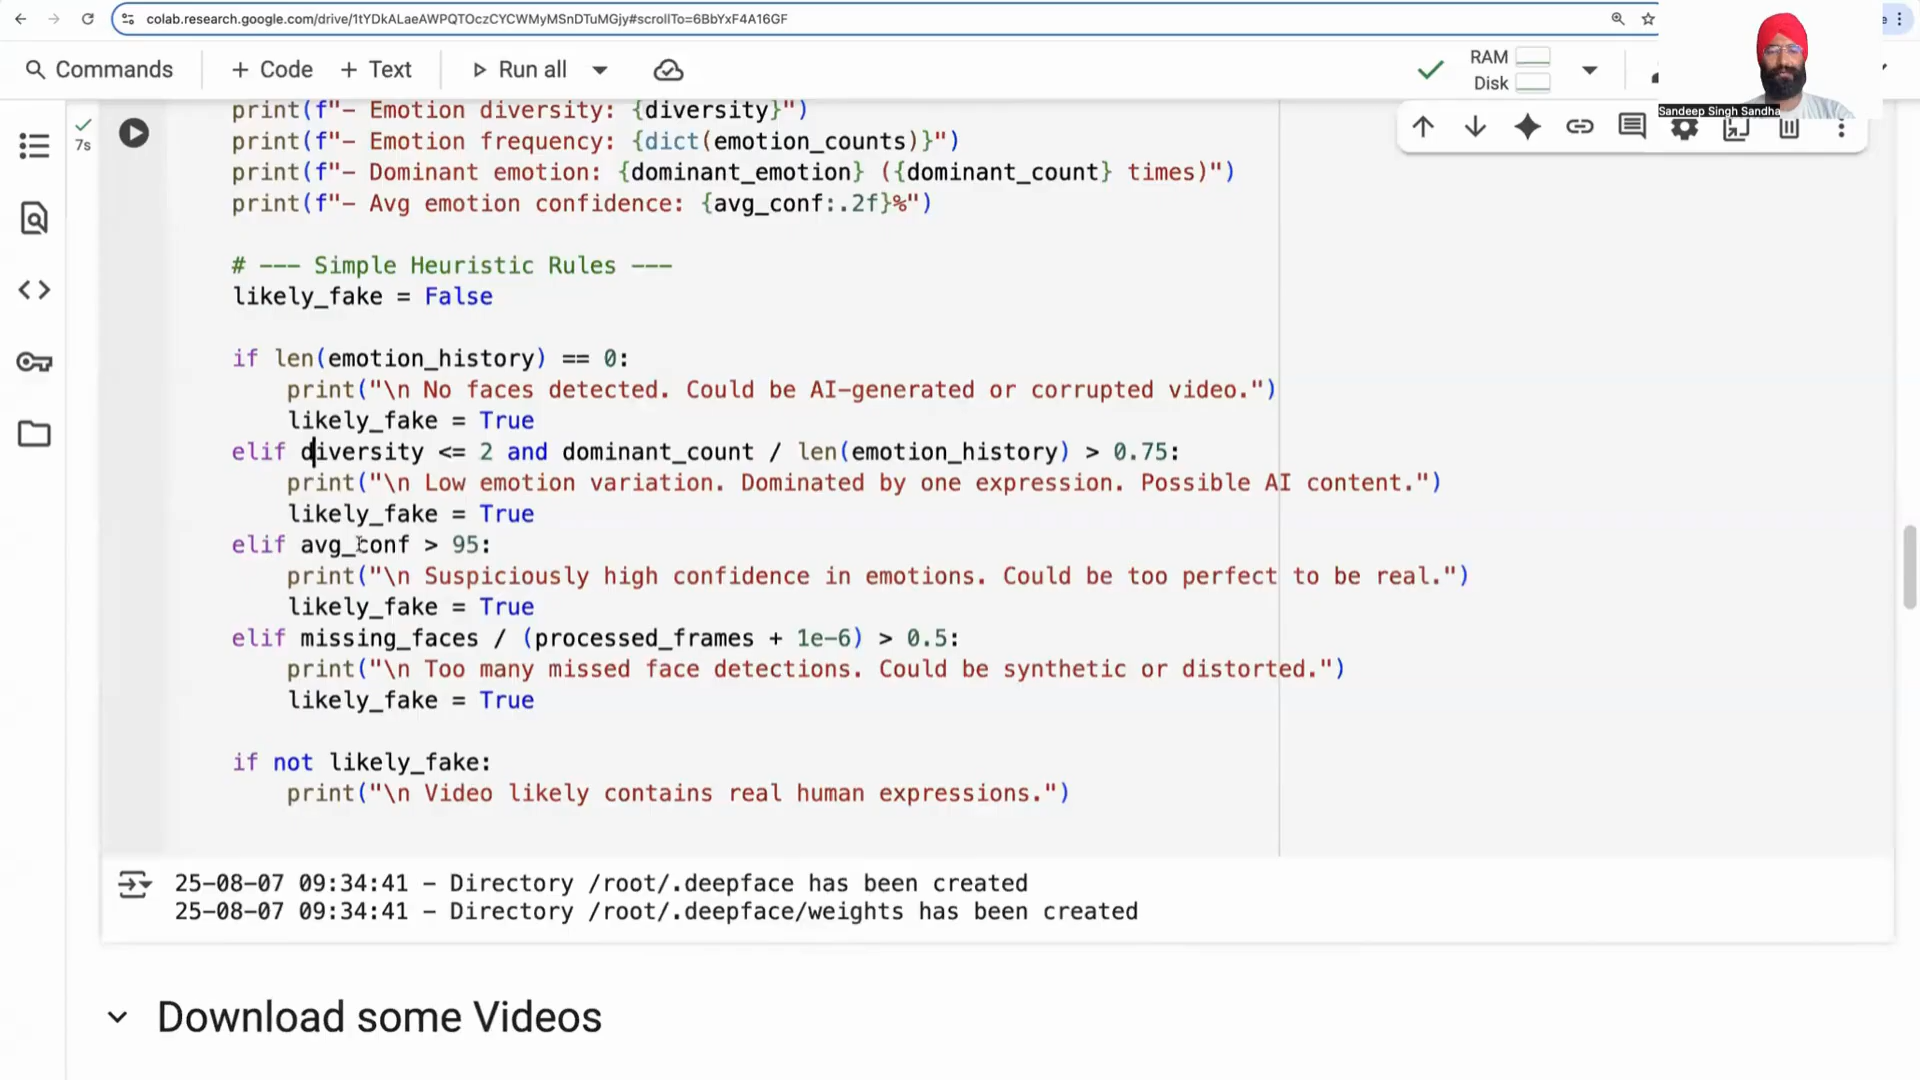 colab.research.google.com/drive/1tYDkALaeAWPQTOczCYCWMyMSnDTuMGjy#scrollTo=6BbYxF4A16GF
Commands + Code + Text Run all RAM Disk
Sandeep Singh Sandha
7s
print(f"- Emotion diversity: {diversity}")
print(f"- Emotion frequency: {dict(emotion_counts)}")
print(f"- Dominant emotion: {dominant_emotion} ({dominant_count} times)")
print(f"- Avg emotion confidence: {avg_conf:.2f}%")
# --- Simple Heuristic Rules ---
likely_fake = False
if len(emotion_history) == 0:
print("\n No faces detected. Could be AI-generated or corrupted video.")
likely_fake = True
elif diversity <= 2 and dominant_count / len(emotion_history) > 0.75:
print("\n Low emotion variation. Dominated by one expression. Possible AI content.")
likely_fake = True
elif avg_conf > 95:
print("\n Suspiciously high confidence in emotions. Could be too perfect to be real.")
likely_fake = True
elif missing_faces / (processed_frames + 1e-6) > 0.5:
print("\n Too many missed face detections. Could be synthetic or distorted.")
likely_fake = True
if not likely_fake:
print("\n Video likely contains real human expressions.")
25-08-07 09:34:41 - Directory /root/.deepface has been created
25-08-07 09:34:41 - Directory /root/.deepface/weights has been created
Download some Videos